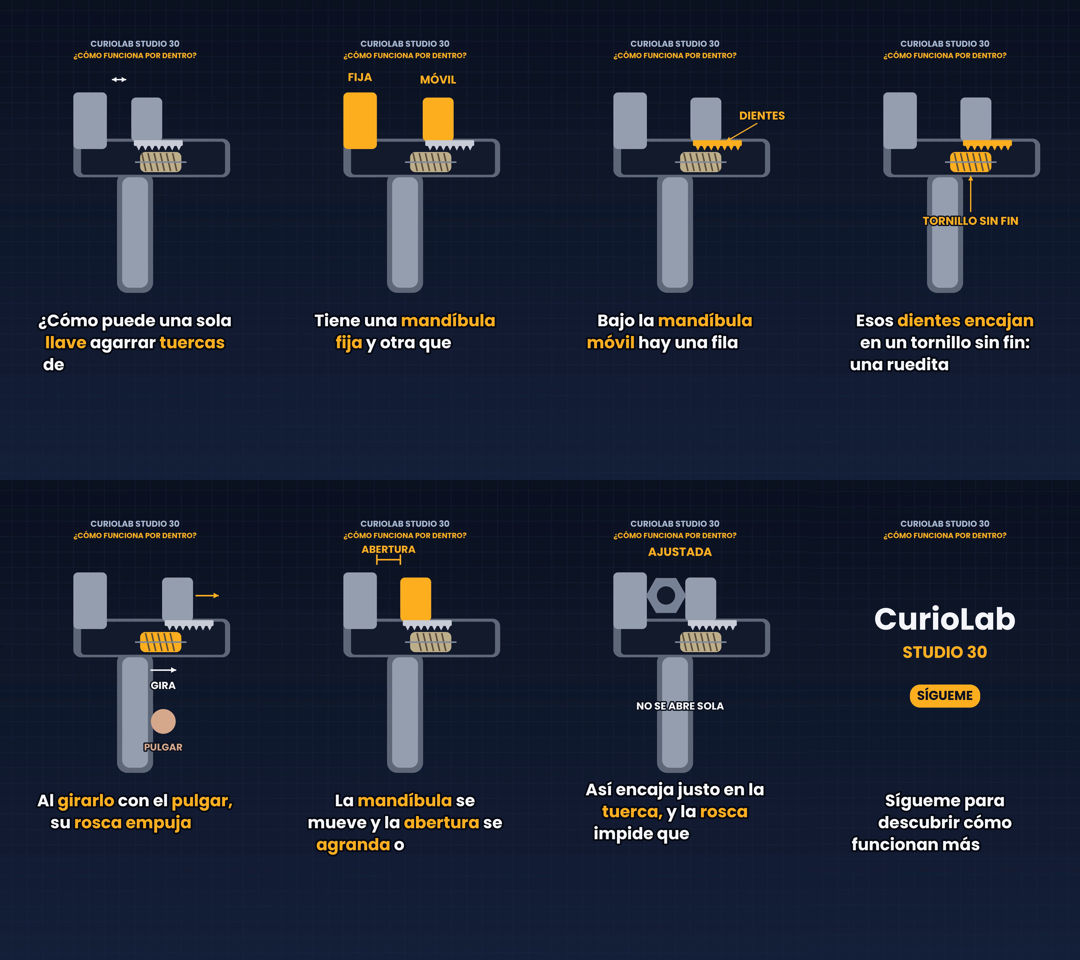 CURIOLAB STUDIO 30
¿CÓMO FUNCIONA POR DENTRO?
¿Cómo puede una sola
llave agarrar tuercas
de
CURIOLAB STUDIO 30
¿CÓMO FUNCIONA POR DENTRO?
FIJA
MÓVIL
Tiene una mandíbula
fija y otra que
CURIOLAB STUDIO 30
¿CÓMO FUNCIONA POR DENTRO?
DIENTES
Bajo la mandíbula
móvil hay una fila
CURIOLAB STUDIO 30
¿CÓMO FUNCIONA POR DENTRO?
TORNILLO SIN FIN
Esos dientes encajan
en un tornillo sin fin:
una ruedita
CURIOLAB STUDIO 30
¿CÓMO FUNCIONA POR DENTRO?
GIRA
PULGAR
Al girarlo con el pulgar,
su rosca empuja
CURIOLAB STUDIO 30
¿CÓMO FUNCIONA POR DENTRO?
ABERTURA
La mandíbula se
mueve y la abertura se
agranda o
CURIOLAB STUDIO 30
¿CÓMO FUNCIONA POR DENTRO?
AJUSTADA
NO SE ABRE SOLA
Así encaja justo en la
tuerca, y la rosca
impide que
CURIOLAB STUDIO 30
¿CÓMO FUNCIONA POR DENTRO?
CurioLab
STUDIO 30
SÍGUEME
Sígueme para
descubrir cómo
funcionan más